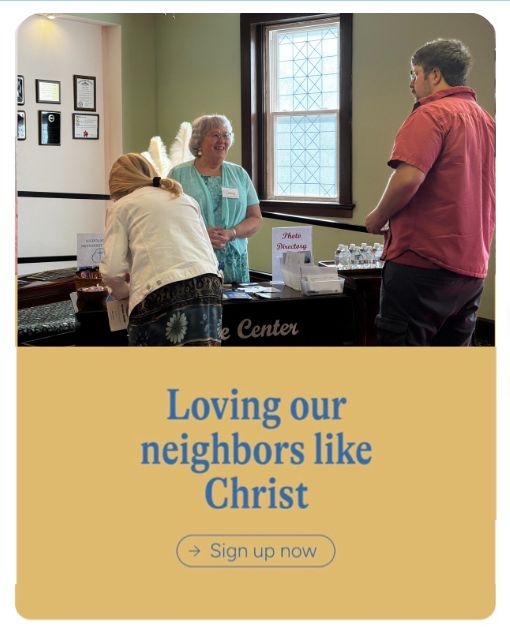 Photo
Directory
e Center
Loving our
neighbors like
Christ
→ Sign up now